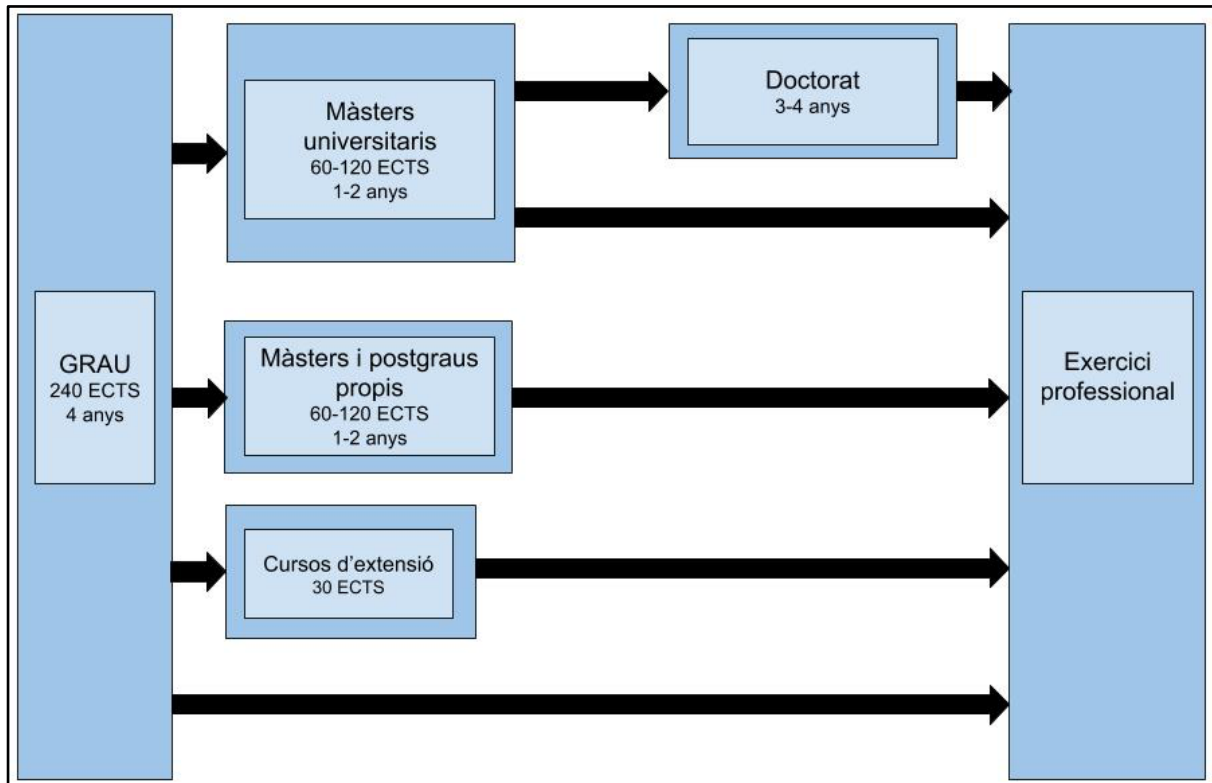 Màsters
universitaris
60-120 ECTS
1-2 anys
Doctorat
3-4 anys
GRAU
240 ECTS
4 anys
Màsters i postgraus
propis
60-120 ECTS
1-2 anys
Cursos d'extensió
30 ECTS
Exercici
professional